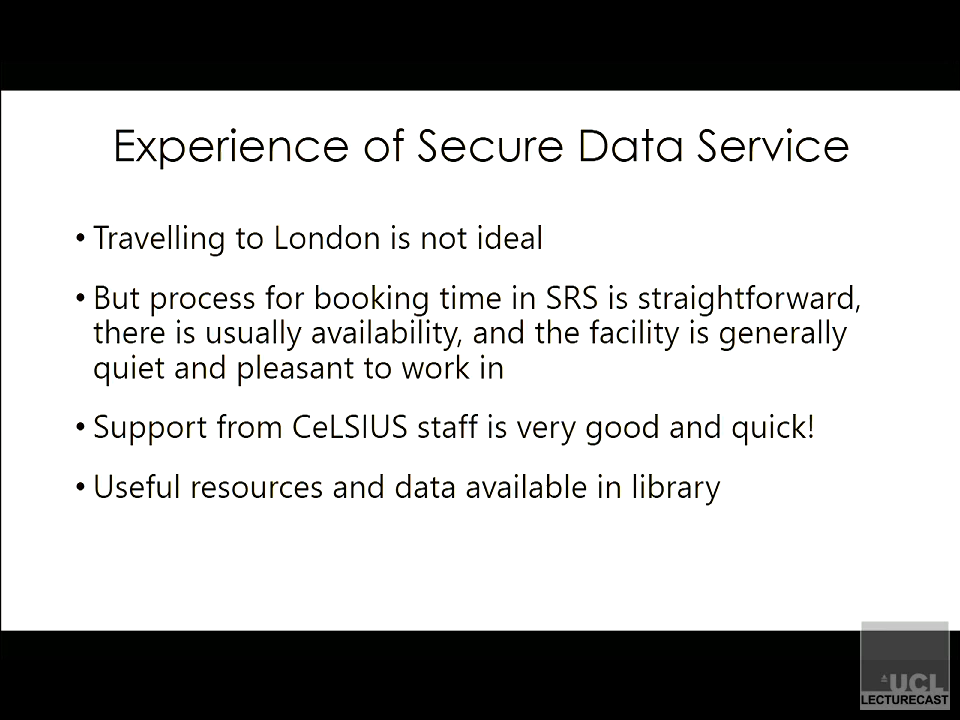 Experience of Secure Data Service
• Travelling to London is not ideal
• But process for booking time in SRS is straightforward,
there is usually availability, and the facility is generally
quiet and pleasant to work in
• Support from CeLSIUS staff is very good and quick!
• Useful resources and data available in library
UCL
LECTURECAST